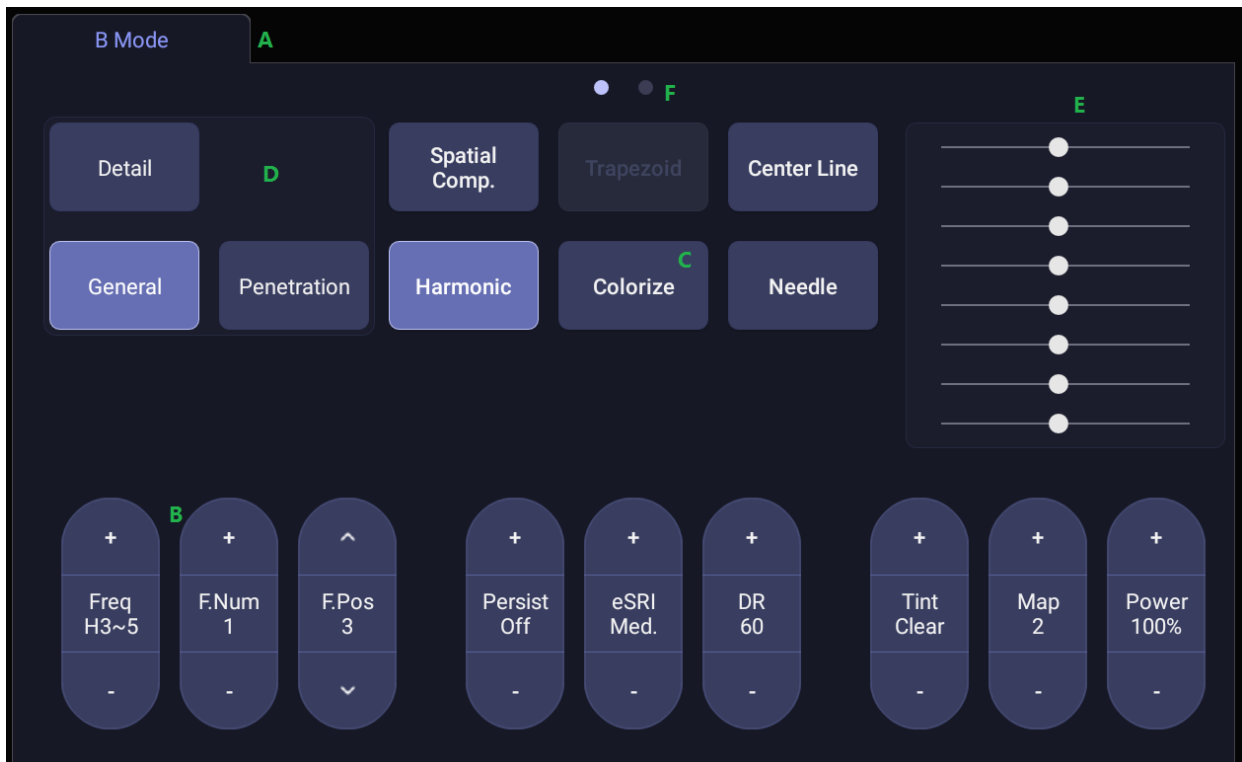 B Mode
A
F
E
Detail
D
Spatial
Comp.
Trapezoid
Center Line
General
Penetration
Harmonic
C
Colorize
Needle
B
+
+
+
+
+
+
+
+
Freq
H3~5
F.Num
1
F.Pos
3
Persist
Off
eSRI
Med.
DR
60
Tint
Clear
Map
2
Power
100%
-
-
-
-
-
-
-
-